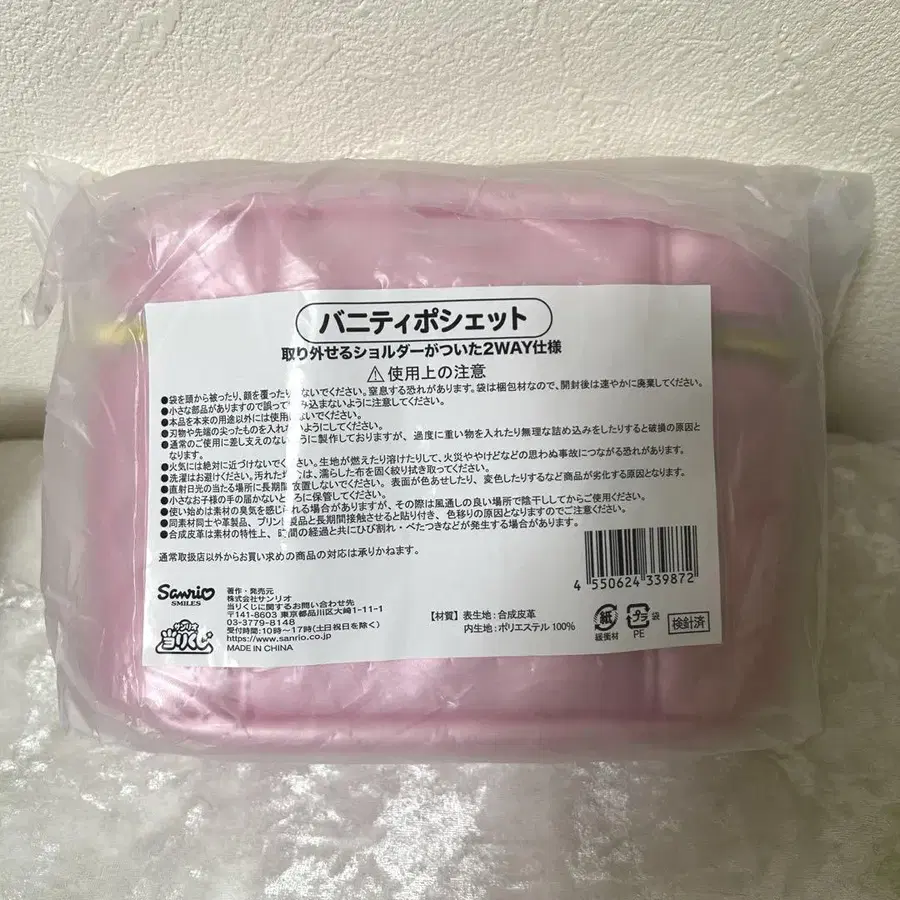 バニティポシェット
取り外せるショルダーがついた2WAY仕様
使用上の注意
●袋を頭から被ったり、顔を覆ったり ないでください。窒息する恐れがあります。袋は梱包材なので、開封後は速やかに廃棄してください。
●小さな部品がありますので誤って み込まないように注意してください。
●本品を本来の用途以外には使用 ないでください。
●刃物や先端の尖ったものを入れな ようにしてください。
●通常のご使用に差し支えのない うに製作しておりますが、過度に重い物を入れたり無理な詰め込みをしたりすると破損の原因と
なります。
●火気には絶対に近づけないでください。生地が燃えたり溶けたりして、火災ややけどなどの思わぬ事故につながる恐れがあります。
●洗濯はお避けください。汚れた場 は、濡らした布を固く絞り拭き取ってください。
●直射日光の当たる場所に長期間 放置しないでください。表面が色あせたり、変色したりするなど商品が劣化する原因となります。
●小さなお子様の手の届かないと ろに保管してください。
●使い始めは素材の臭気を感じ れる場合がありますが、その際は風通しの良い場所で陰干ししてからご使用ください。
●同素材同士や革製品、プリン 製品と長期間接触させると貼り付き、色移りの原因となりますのでご注意ください。
●合成皮革は素材の特性上、時間の経過と共にひび割れ・べたつきなどが発生する場合があります。
通常取扱店以外からお買い求めの商品の対応は承りかねます。
4 550624 339872
Sanrio
SMILES
サンリオ
当りくじ
著作・発売元
株式会社サンリオ
当りくじに関するお問い合わせ先
〒141-8603 東京都品川区大崎1-11-1
03-3779-8148
受付時間:10時〜17時(土日祝日を除く)
https://www.sanrio.co.jp
MADE IN CHINA
【材質】表生地:合成皮革
内生地:ポリエステル 100%
紙
緩衝材
プラ
袋
PE
検針済